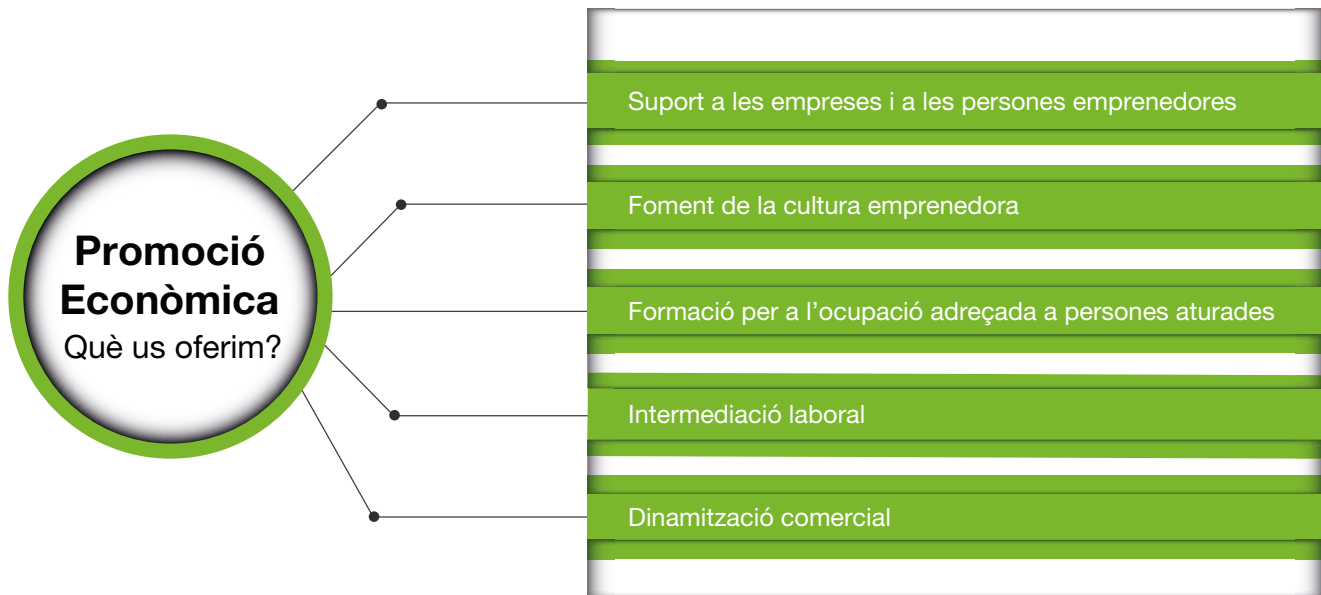 Promoció
Econòmica
Què us oferim?
Suport a les empreses i a les persones emprenedores
Foment de la cultura emprenedora
Formació per a l’ocupació adreçada a persones aturades
Intermediació laboral
Dinamització comercial